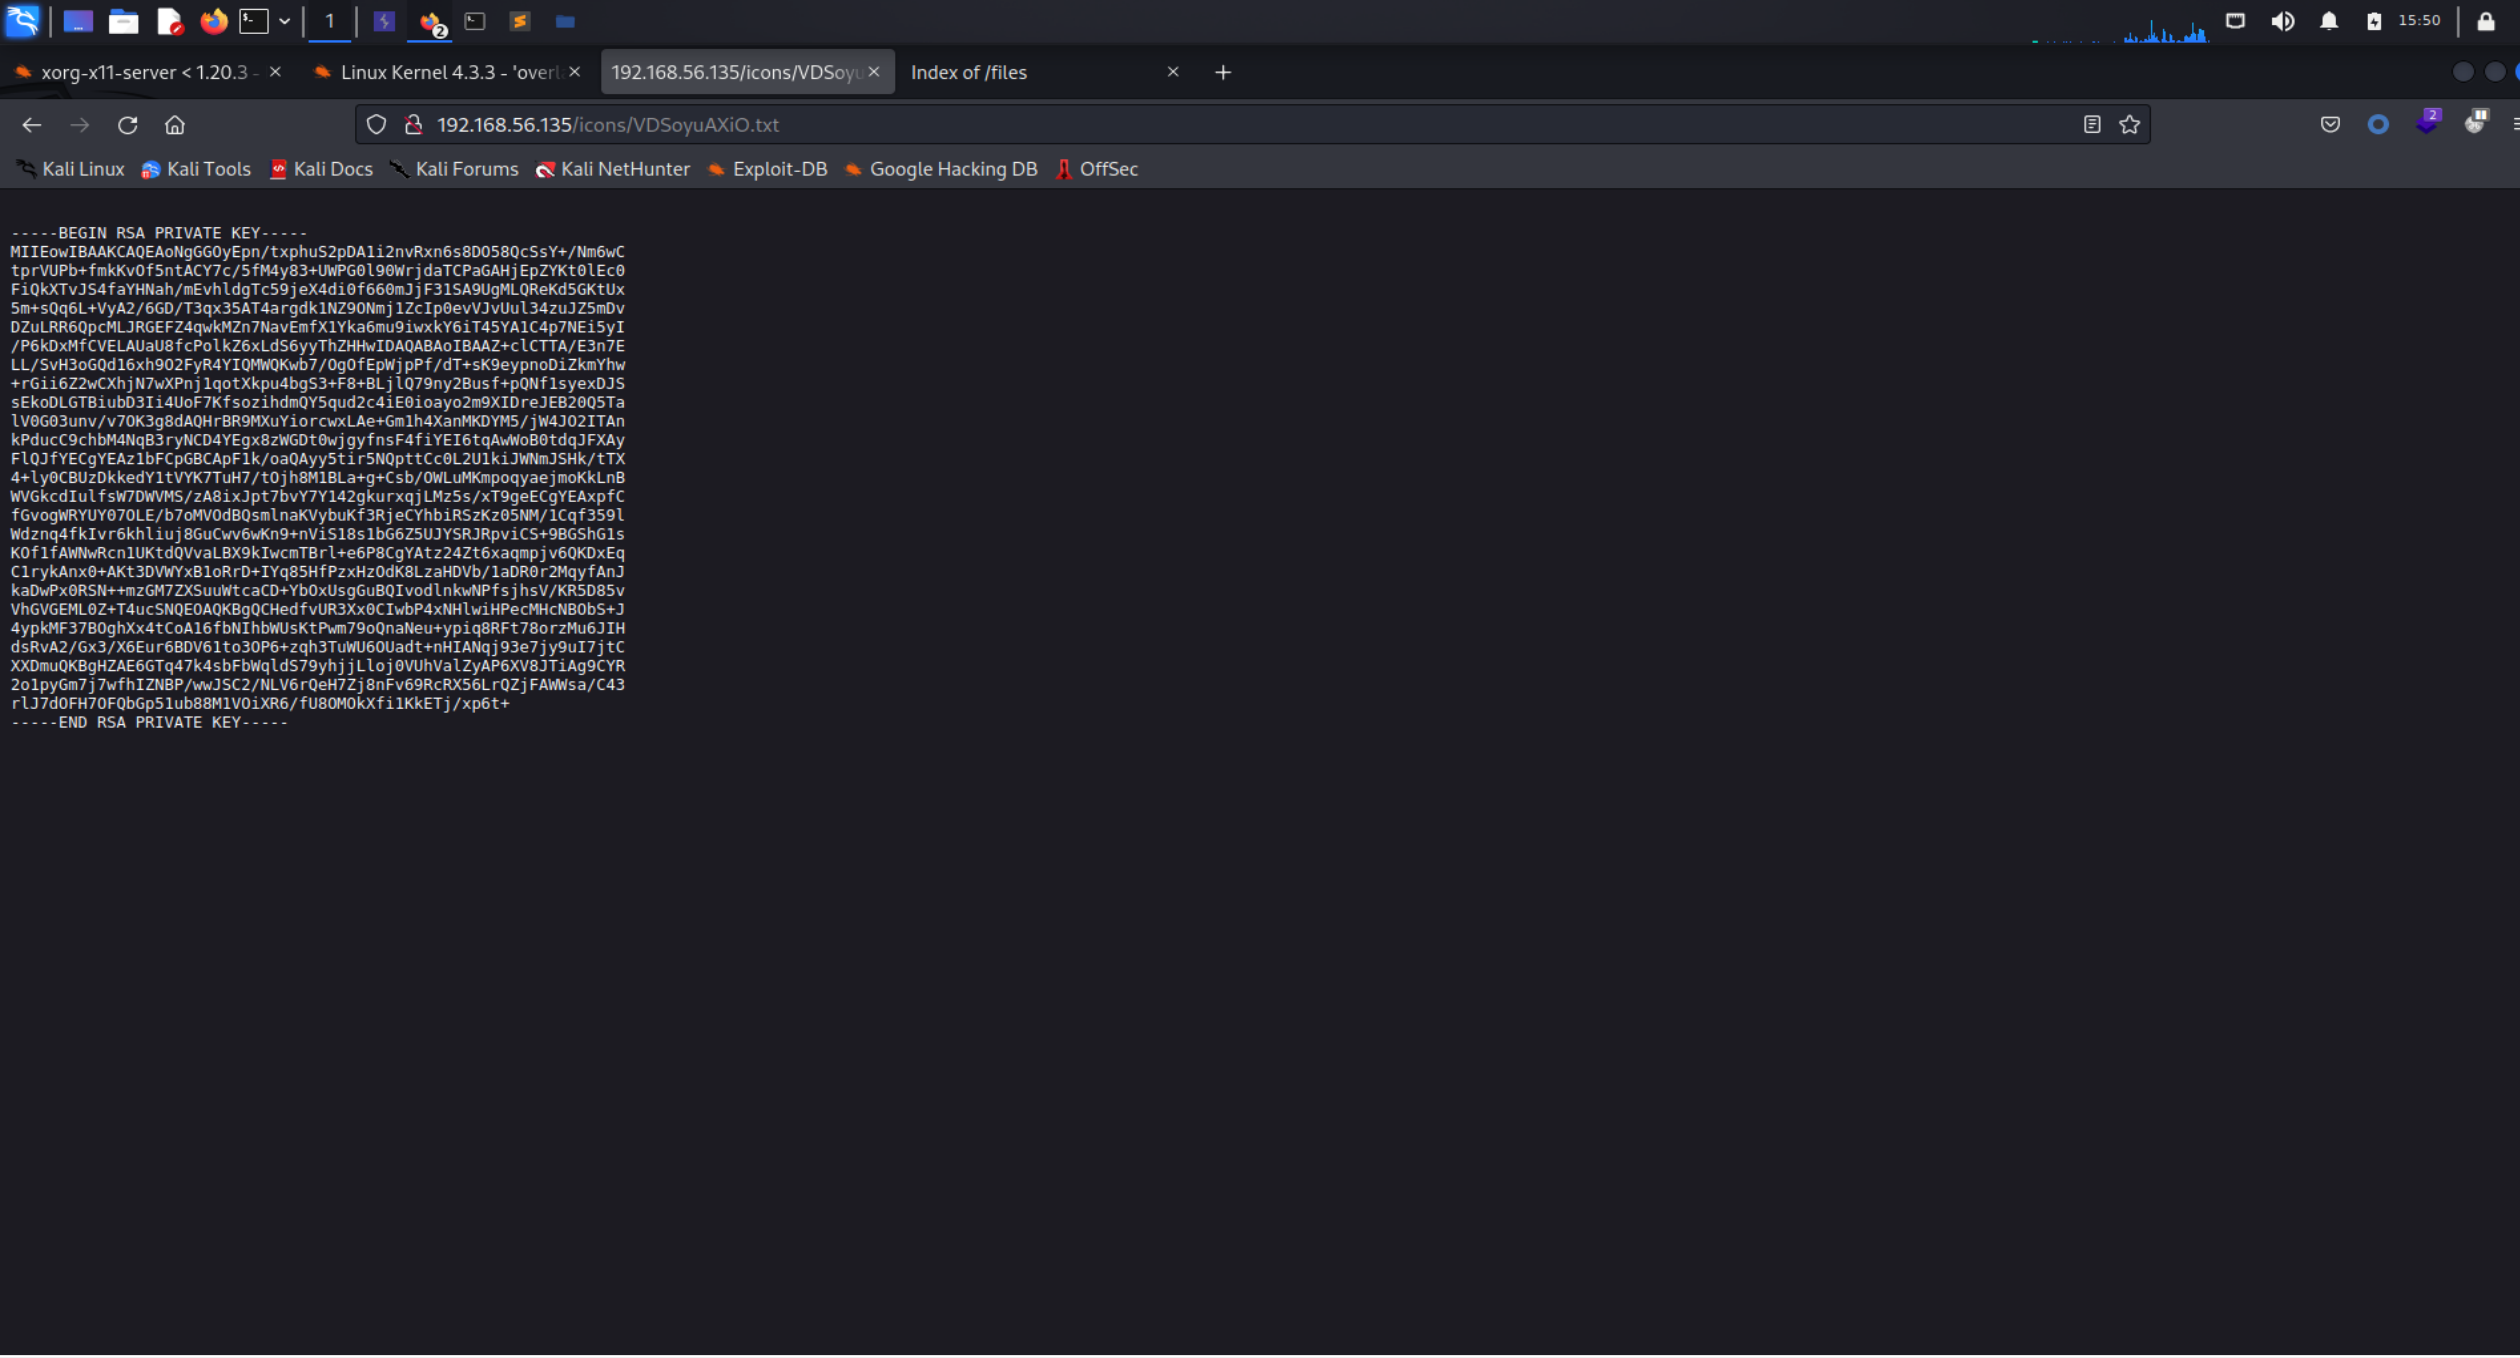 1
2
15:50
xorg-x11-server < 1.20.3 -
Linux Kernel 4.3.3 - 'overl
192.168.56.135/icons/VDSoyu
Index of /files
192.168.56.135/icons/VDSoyuAXiO.txt
2
Kali Linux
Kali Tools
Kali Docs
Kali Forums
Kali NetHunter
Exploit-DB
Google Hacking DB
OffSec
-----BEGIN RSA PRIVATE KEY-----
MIIEowIBAAKCAQEAoNgGGOyEpn/txphuS2pDA1i2nvRxn6s8DO58QcSsY+/Nm6wC
tprVUPb+fmkKvOf5ntACY7c/5fM4y83+UWPG0l90WrjdaTCPaGAHjEpZYKt0lEc0
FiQkXTvJS4faYHNah/mEvhldgTc59jeX4di0f660mJjF31SA9UgMLQReKd5GKtUx
5m+sQq6L+VyA2/6GD/T3qx35AT4argdk1NZ9ONmj1ZcIp0evVJvUul34zuJZ5mDv
DZuLRR6QpcMLJRGEFZ4qwkMZn7NavEmfX1Yka6mu9iwxkY6iT45YA1C4p7NEi5yI
/P6kDxMfCVELAUaU8fcPolkZ6xLdS6yyThZHHwIDAQABAoIBAAZ+clCTTA/E3n7E
LL/SvH3oGQd16xh9O2FyR4YIQMWQKwb7/OgOfEpWjpPf/dT+sK9eypnoDiZkmYhw
+rGii6Z2wCXhjN7wXPnj1qotXkpu4bgS3+F8+BLjlQ79ny2Busf+pQNf1syexDJS
sEkoDLGTBiubD3Ii4UoF7KfsozihdmQY5qud2c4iE0ioayo2m9XIDreJEB20Q5Ta
lV0G03unv/v7OK3g8dAQHrBR9MXuYiorcwxLAe+Gm1h4XanMKDYM5/jW4JO2ITAn
kPducC9chbM4NqB3ryNCD4YEgx8zWGDt0wjgyfnsF4fiYEI6tqAwWoB0tdqJFXAy
FlQJfYECgYEAz1bFCpGBCApF1k/oaQAyy5tir5NQpttCc0L2U1kiJWNmJSHk/tTX
4+ly0CBUzDkkedY1tVYK7TuH7/tOjh8M1BLa+g+Csb/OWLuMKmpoqyaejmoKkLnB
WVGkcdIulfsW7DWVMS/zA8ixJpt7bvY7Y142gkurxqjLMz5s/xT9geECgYEAxpfC
fGvogWRYUY07OLE/b7oMVOdBQsmlnaKVybuKf3RjeCYhbiRSzKz05NM/1Cqf359l
Wdznq4fkIvr6khliuj8GuCwv6wKn9+nViS18s1bG6Z5UJYSRJRpviCS+9BGShG1s
KOf1fAWNwRcn1UKtdQVvaLBX9kIwcmTBrl+e6P8CgYAtz24Zt6xaqmpjv6QKDxEq
C1rykAnx0+AKt3DVWYxB1oRrD+IYq85HfPzxHzOdK8LzaHDVb/1aDR0r2MqyfAnJ
kaDwPx0RSN++mzGM7ZXSuuWtcaCD+YbOxUsgGuBQIvodlnkwNPfsjhsV/KR5D85v
VhGVGEML0Z+T4ucSNQEOAQKBgQCHedfvUR3Xx0CIwbP4xNHlwiHPecMHcNBObS+J
4ypkMF37BOghXx4tCoA16fbNIhbWUsKtPwm79oQnaNeu+ypiq8RFt78orzMu6JIH
dsRvA2/Gx3/X6Eur6BDV61to3OP6+zqh3TuWU6OUadt+nHIANqj93e7jy9uI7jtC
XXDmuQKBgHZAE6GTq47k4sbFbWqldS79yhjjLloj0VUhValZyAP6XV8JTiAg9CYR
2o1pyGm7j7wfhIZNBP/wwJSC2/NLV6rQeH7Zj8nFv69RcRX56LrQZjFAWWsa/C43
rlJ7dOFH7OFQbGp51ub88M1VOiXR6/fU8OMOkXfi1KkETj/xp6t+
-----END RSA PRIVATE KEY-----